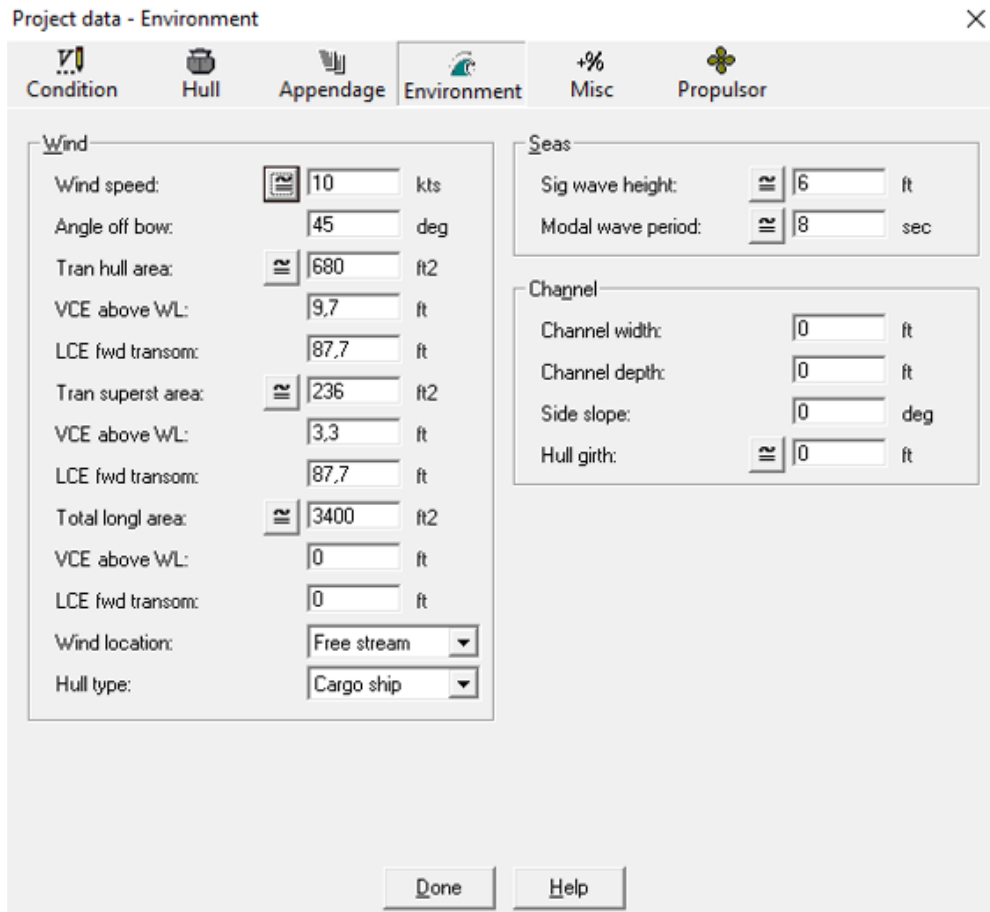 Project data - Environment
Condition Hull Appendage Environment +% Misc Propulsor
Wind
Wind speed: 10 kts
Angle off bow: 45 deg
Tran hull area: 680 ft2
VCE above WL: 9,7 ft
LCE fwd transom: 87,7 ft
Tran superst area: 236 ft2
VCE above WL: 3,3 ft
LCE fwd transom: 87,7 ft
Total longl area: 3400 ft2
VCE above WL: 0 ft
LCE fwd transom: 0 ft
Wind location: Free stream
Hull type: Cargo ship
Seas
Sig wave height: 6 ft
Modal wave period: 8 sec
Channel
Channel width: 0 ft
Channel depth: 0 ft
Side slope: 0 deg
Hull girth: 0 ft
Done Help